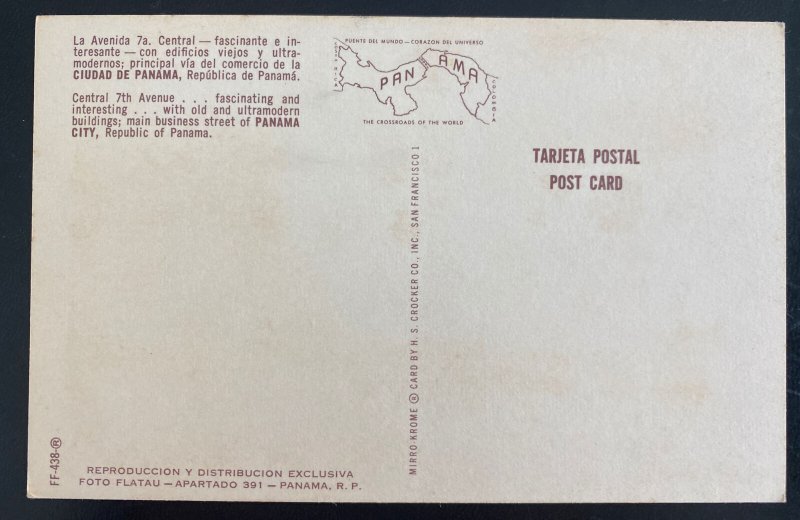 La Avenida 7a. Central — fascinante e in-
teresante — con edificios viejos y ultra-
modernos; principal vía del comercio de la
CIUDAD DE PANAMA, República de Panamá.
Central 7th Avenue . . . fascinating and
interesting . . . with old and ultramodern
buildings; main business street of PANAMA
CITY, Republic of Panama.
PUENTE DEL MUNDO — CORAZON DEL UNIVERSO
COSTA RICA
PANAMA
COLOMBIA
THE CROSSROADS OF THE WORLD
TARJETA POSTAL
POST CARD
MIRRO-KROME ® CARD BY H. S. CROCKER CO., INC., SAN FRANCISCO 1
FF-438-®
REPRODUCCION Y DISTRIBUCION EXCLUSIVA
FOTO FLATAU — APARTADO 391 — PANAMA, R. P.